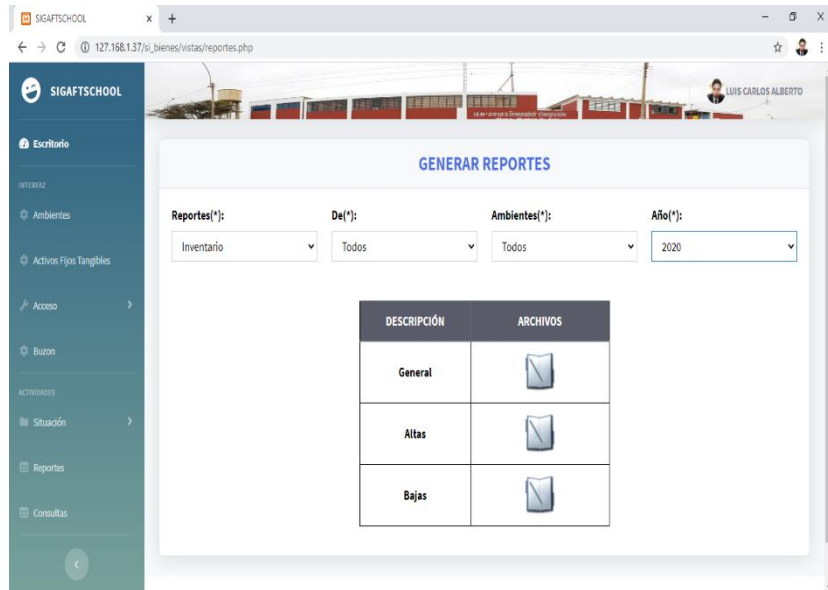 SIGAFTSCHOOL
127.168.1.37/si_bienes/vistas/reportes.php
SIGAFTSCHOOL
LUIS CARLOS ALBERTO
Escritorio
INTERFAZ
Ambientes
Activos Fijos Tangibles
Acceso
Buzon
ACTIVIDADES
Situación
Reportes
Consultas
GENERAR REPORTES
Reportes(*): De(*): Ambientes(*): Año(*):
Inventario Todos Todos 2020
DESCRIPCIÓN ARCHIVOS
General
Altas
Bajas